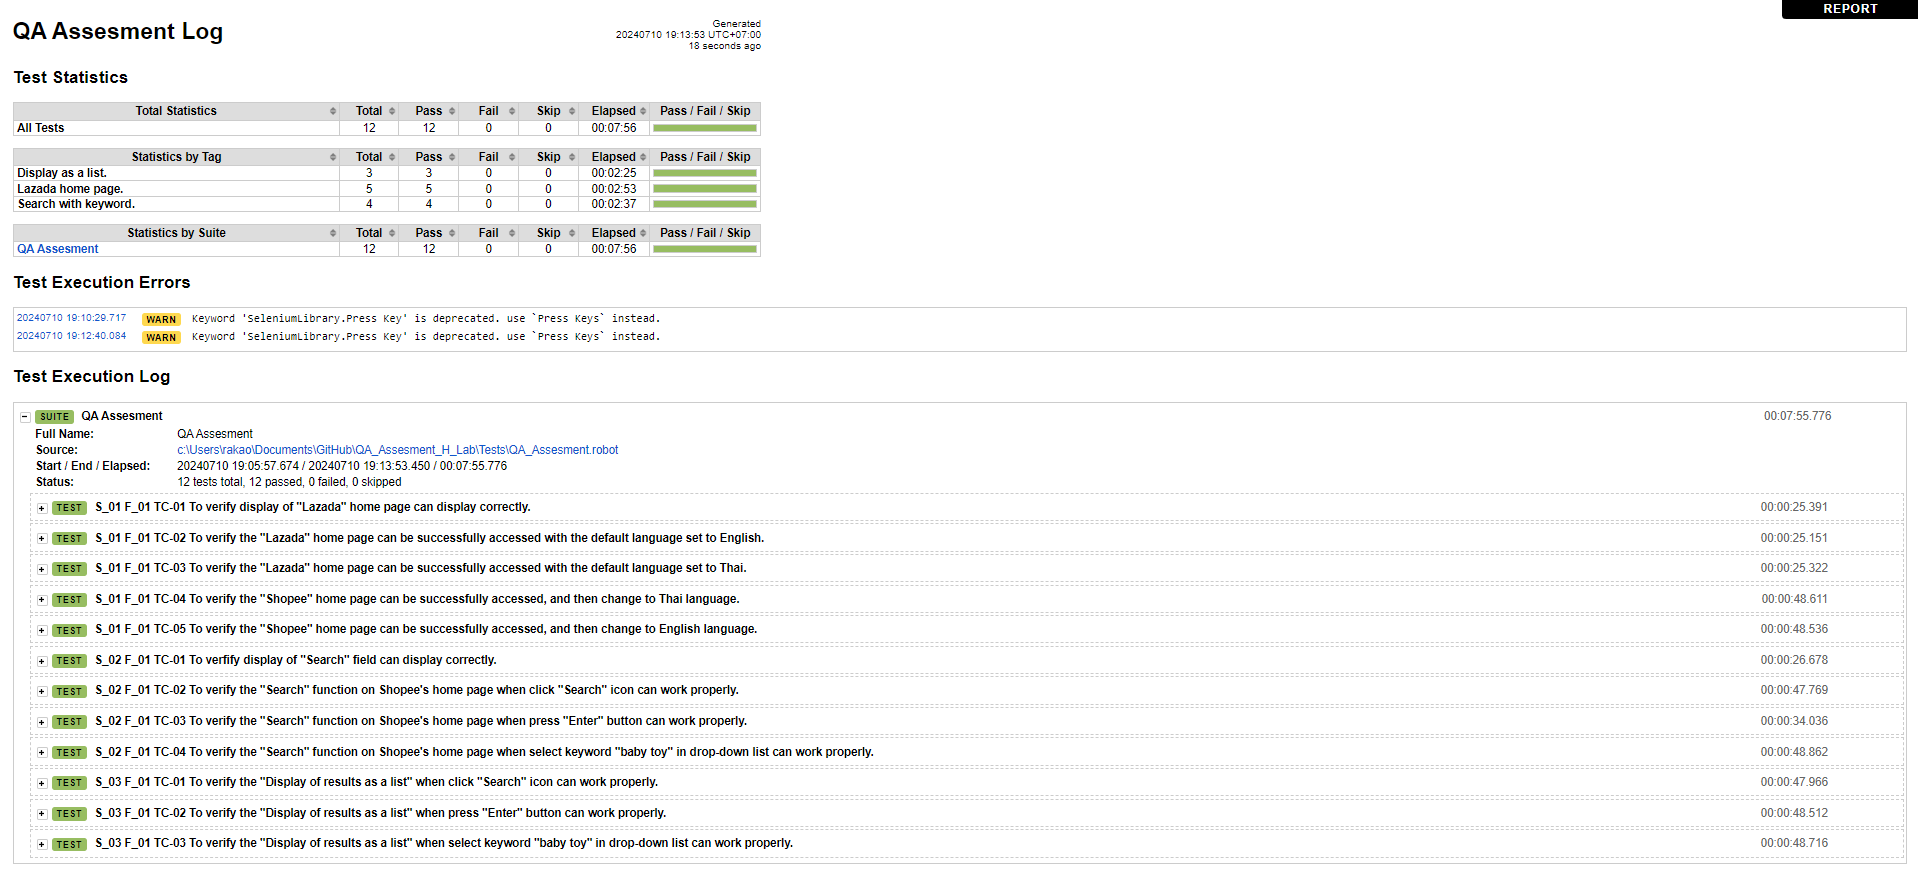 REPORT
QA Assesment Log
Generated
20240710 19:13:53 UTC+07:00
18 seconds ago
Test Statistics
Total Statistics Total Pass Fail Skip Elapsed Pass / Fail / Skip
All Tests 12 12 0 0 00:07:56
Statistics by Tag Total Pass Fail Skip Elapsed Pass / Fail / Skip
Display as a list. 3 3 0 0 00:02:25
Lazada home page. 5 5 0 0 00:02:53
Search with keyword. 4 4 0 0 00:02:37
Statistics by Suite Total Pass Fail Skip Elapsed Pass / Fail / Skip
QA Assesment 12 12 0 0 00:07:56
Test Execution Errors
20240710 19:10:29.717 WARN Keyword 'SeleniumLibrary.Press Key' is deprecated. use `Press Keys` instead.
20240710 19:12:40.084 WARN Keyword 'SeleniumLibrary.Press Key' is deprecated. use `Press Keys` instead.
Test Execution Log
SUITE QA Assesment 00:07:55.776
Full Name: QA Assesment
Source: c:\Users\rakao\Documents\GitHub\QA_Assesment_H_Lab\Tests\QA_Assesment.robot
Start / End / Elapsed: 20240710 19:05:57.674 / 20240710 19:13:53.450 / 00:07:55.776
Status: 12 tests total, 12 passed, 0 failed, 0 skipped
TEST S_01 F_01 TC-01 To verify display of "Lazada" home page can display correctly. 00:00:25.391
TEST S_01 F_01 TC-02 To verify the "Lazada" home page can be successfully accessed with the default language set to English. 00:00:25.151
TEST S_01 F_01 TC-03 To verify the "Lazada" home page can be successfully accessed with the default language set to Thai. 00:00:25.322
TEST S_01 F_01 TC-04 To verify the "Shopee" home page can be successfully accessed, and then change to Thai language. 00:00:48.611
TEST S_01 F_01 TC-05 To verify the "Shopee" home page can be successfully accessed, and then change to English language. 00:00:48.536
TEST S_02 F_01 TC-01 To verfify display of "Search" field can display correctly. 00:00:26.678
TEST S_02 F_01 TC-02 To verify the "Search" function on Shopee's home page when click "Search" icon can work properly. 00:00:47.769
TEST S_02 F_01 TC-03 To verify the "Search" function on Shopee's home page when press "Enter" button can work properly. 00:00:34.036
TEST S_02 F_01 TC-04 To verify the "Search" function on Shopee's home page when select keyword "baby toy" in drop-down list can work properly. 00:00:48.862
TEST S_03 F_01 TC-01 To verify the "Display of results as a list" when click "Search" icon can work properly. 00:00:47.966
TEST S_03 F_01 TC-02 To verify the "Display of results as a list" when press "Enter" button can work properly. 00:00:48.512
TEST S_03 F_01 TC-03 To verify the "Display of results as a list" when select keyword "baby toy" in drop-down list can work properly. 00:00:48.716